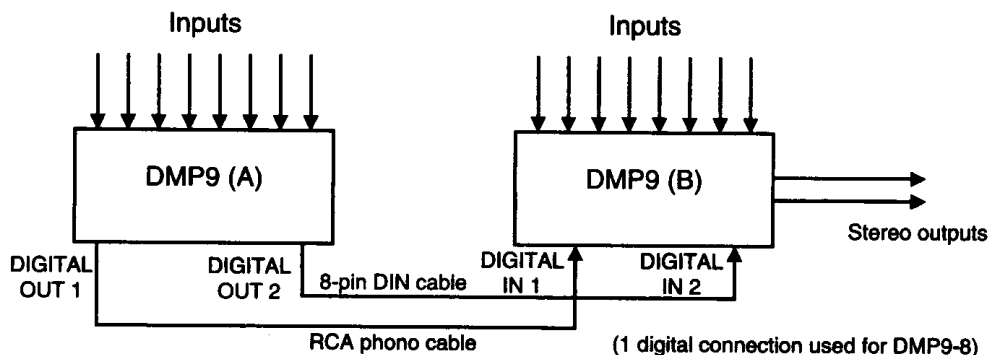 Inputs
Inputs
DMP9 (A)
DMP9 (B)
Stereo outputs
DIGITAL
OUT 1
DIGITAL
OUT 2
8-pin DIN cable
DIGITAL
IN 1
DIGITAL
IN 2
RCA phono cable
(1 digital connection used for DMP9-8)